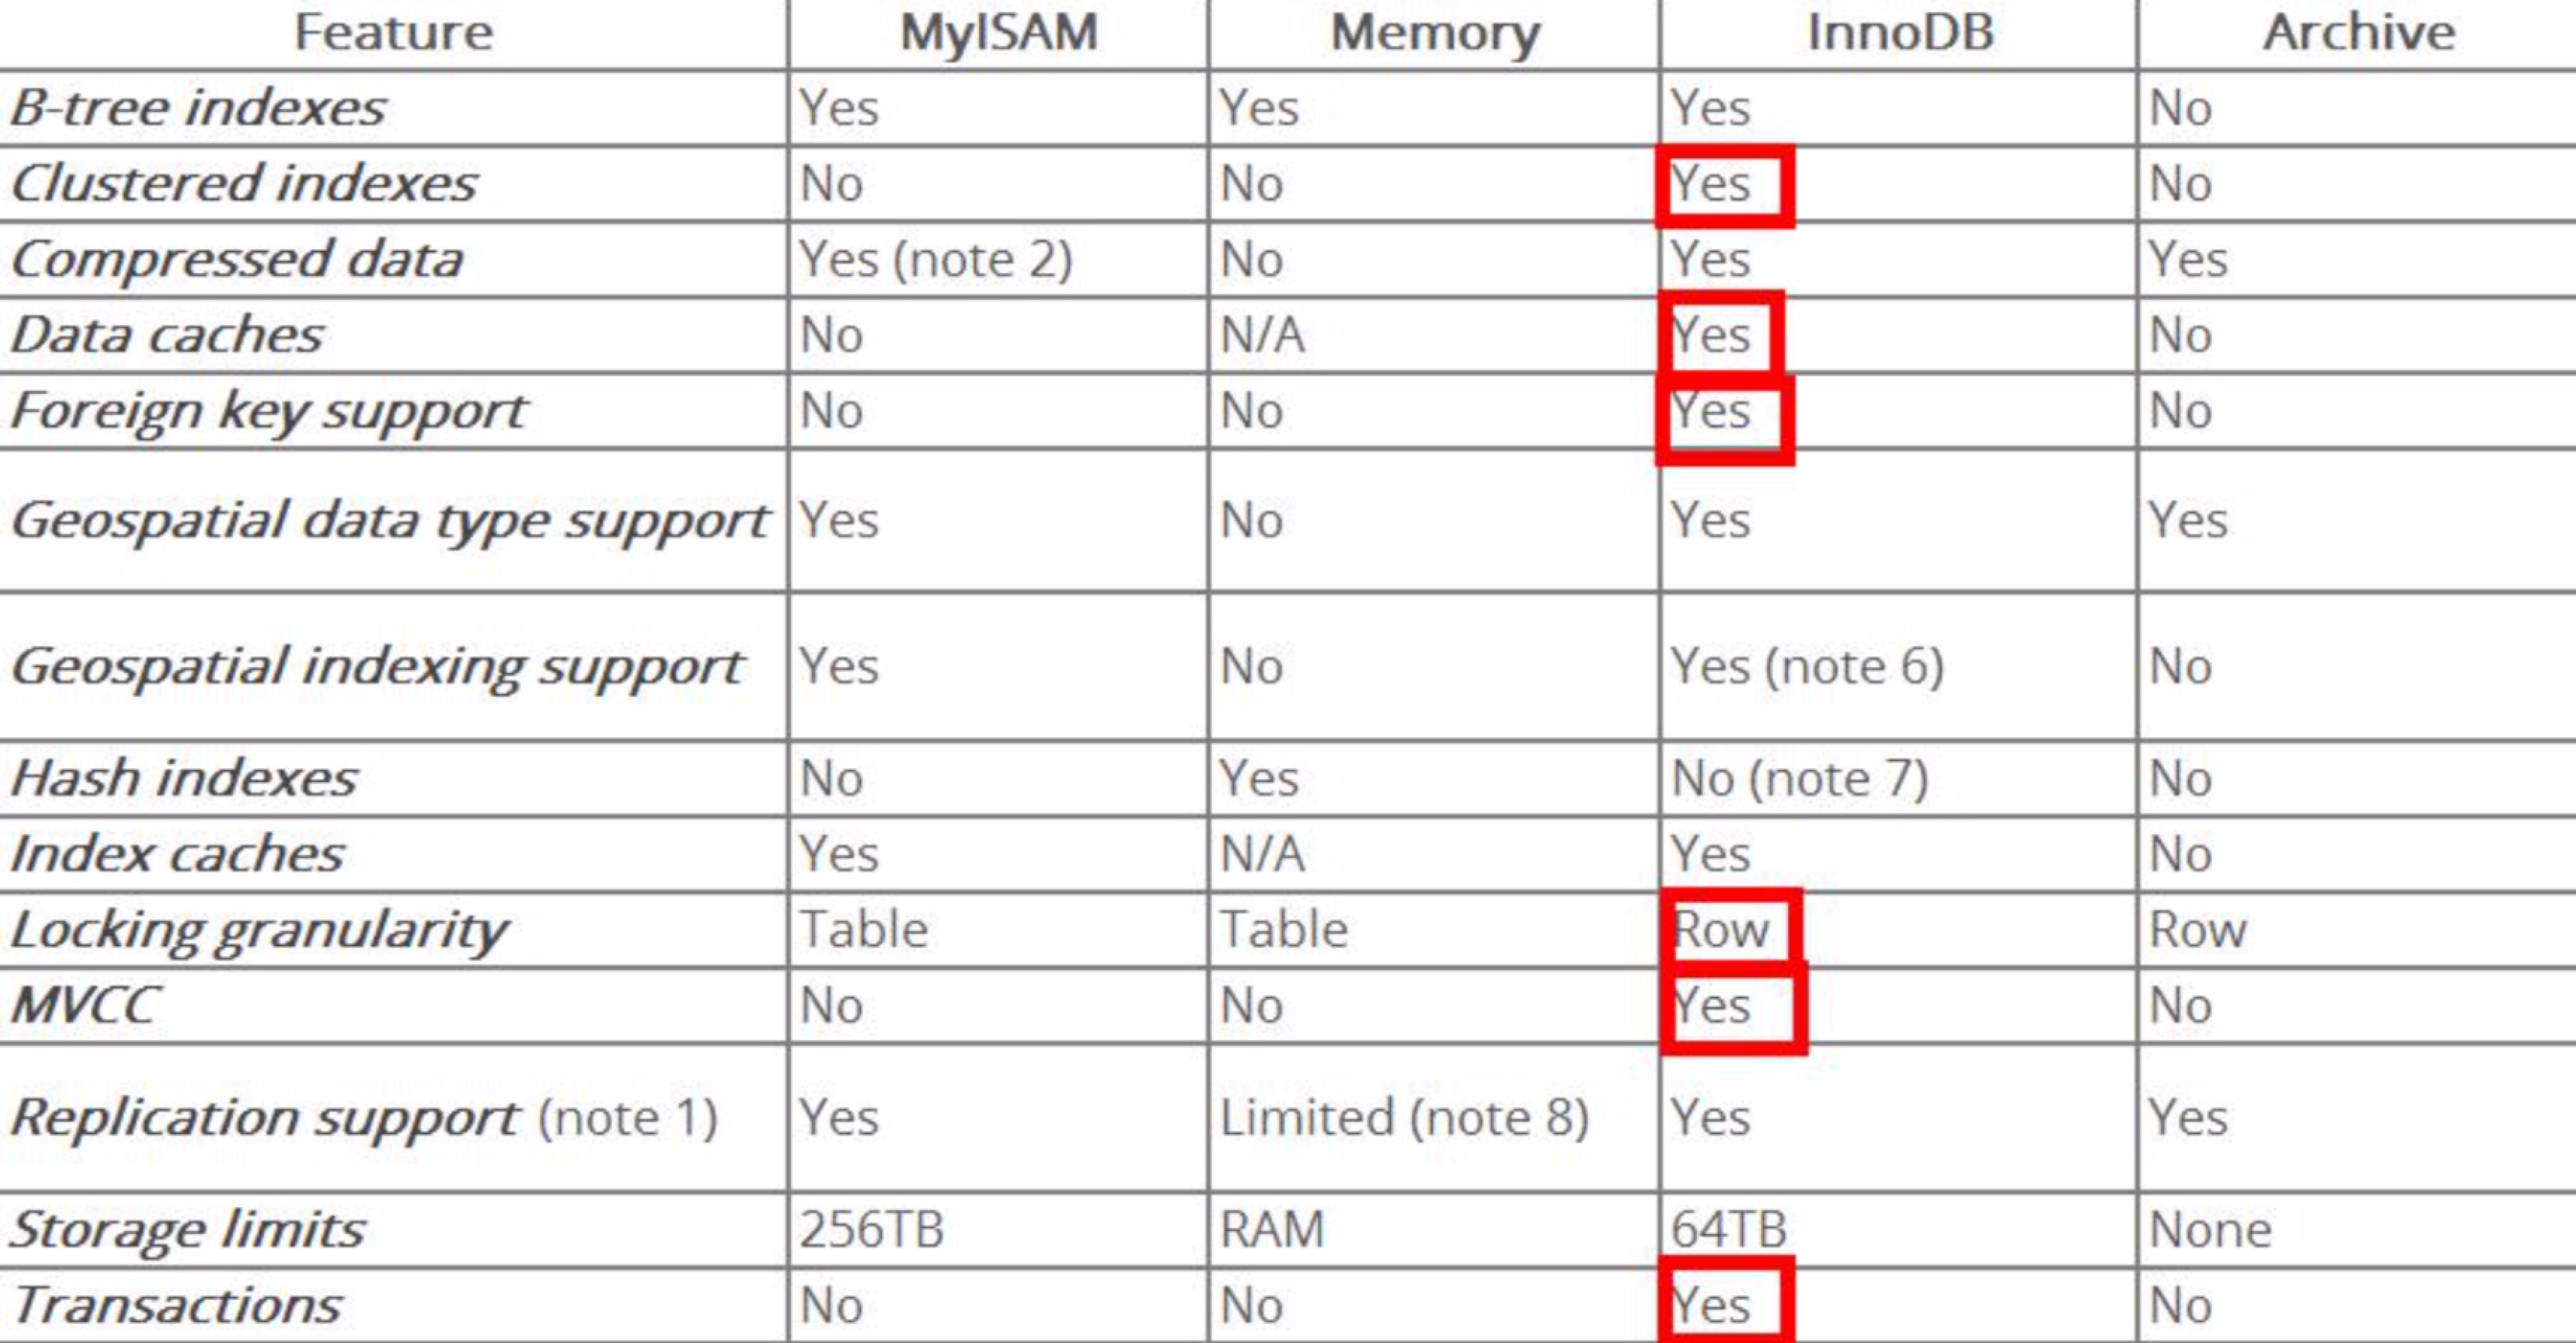 Feature MyISAM Memory InnoDB Archive
B-tree indexes Yes Yes Yes No
Clustered indexes No No Yes No
Compressed data Yes (note 2) No Yes Yes
Data caches No N/A Yes No
Foreign key support No No Yes No
Geospatial data type support Yes No Yes Yes
Geospatial indexing support Yes No Yes (note 6) No
Hash indexes No Yes No (note 7) No
Index caches Yes N/A Yes No
Locking granularity Table Table Row Row
MVCC No No Yes No
Replication support (note 1) Yes Limited (note 8) Yes Yes
Storage limits 256TB RAM 64TB None
Transactions No No Yes No